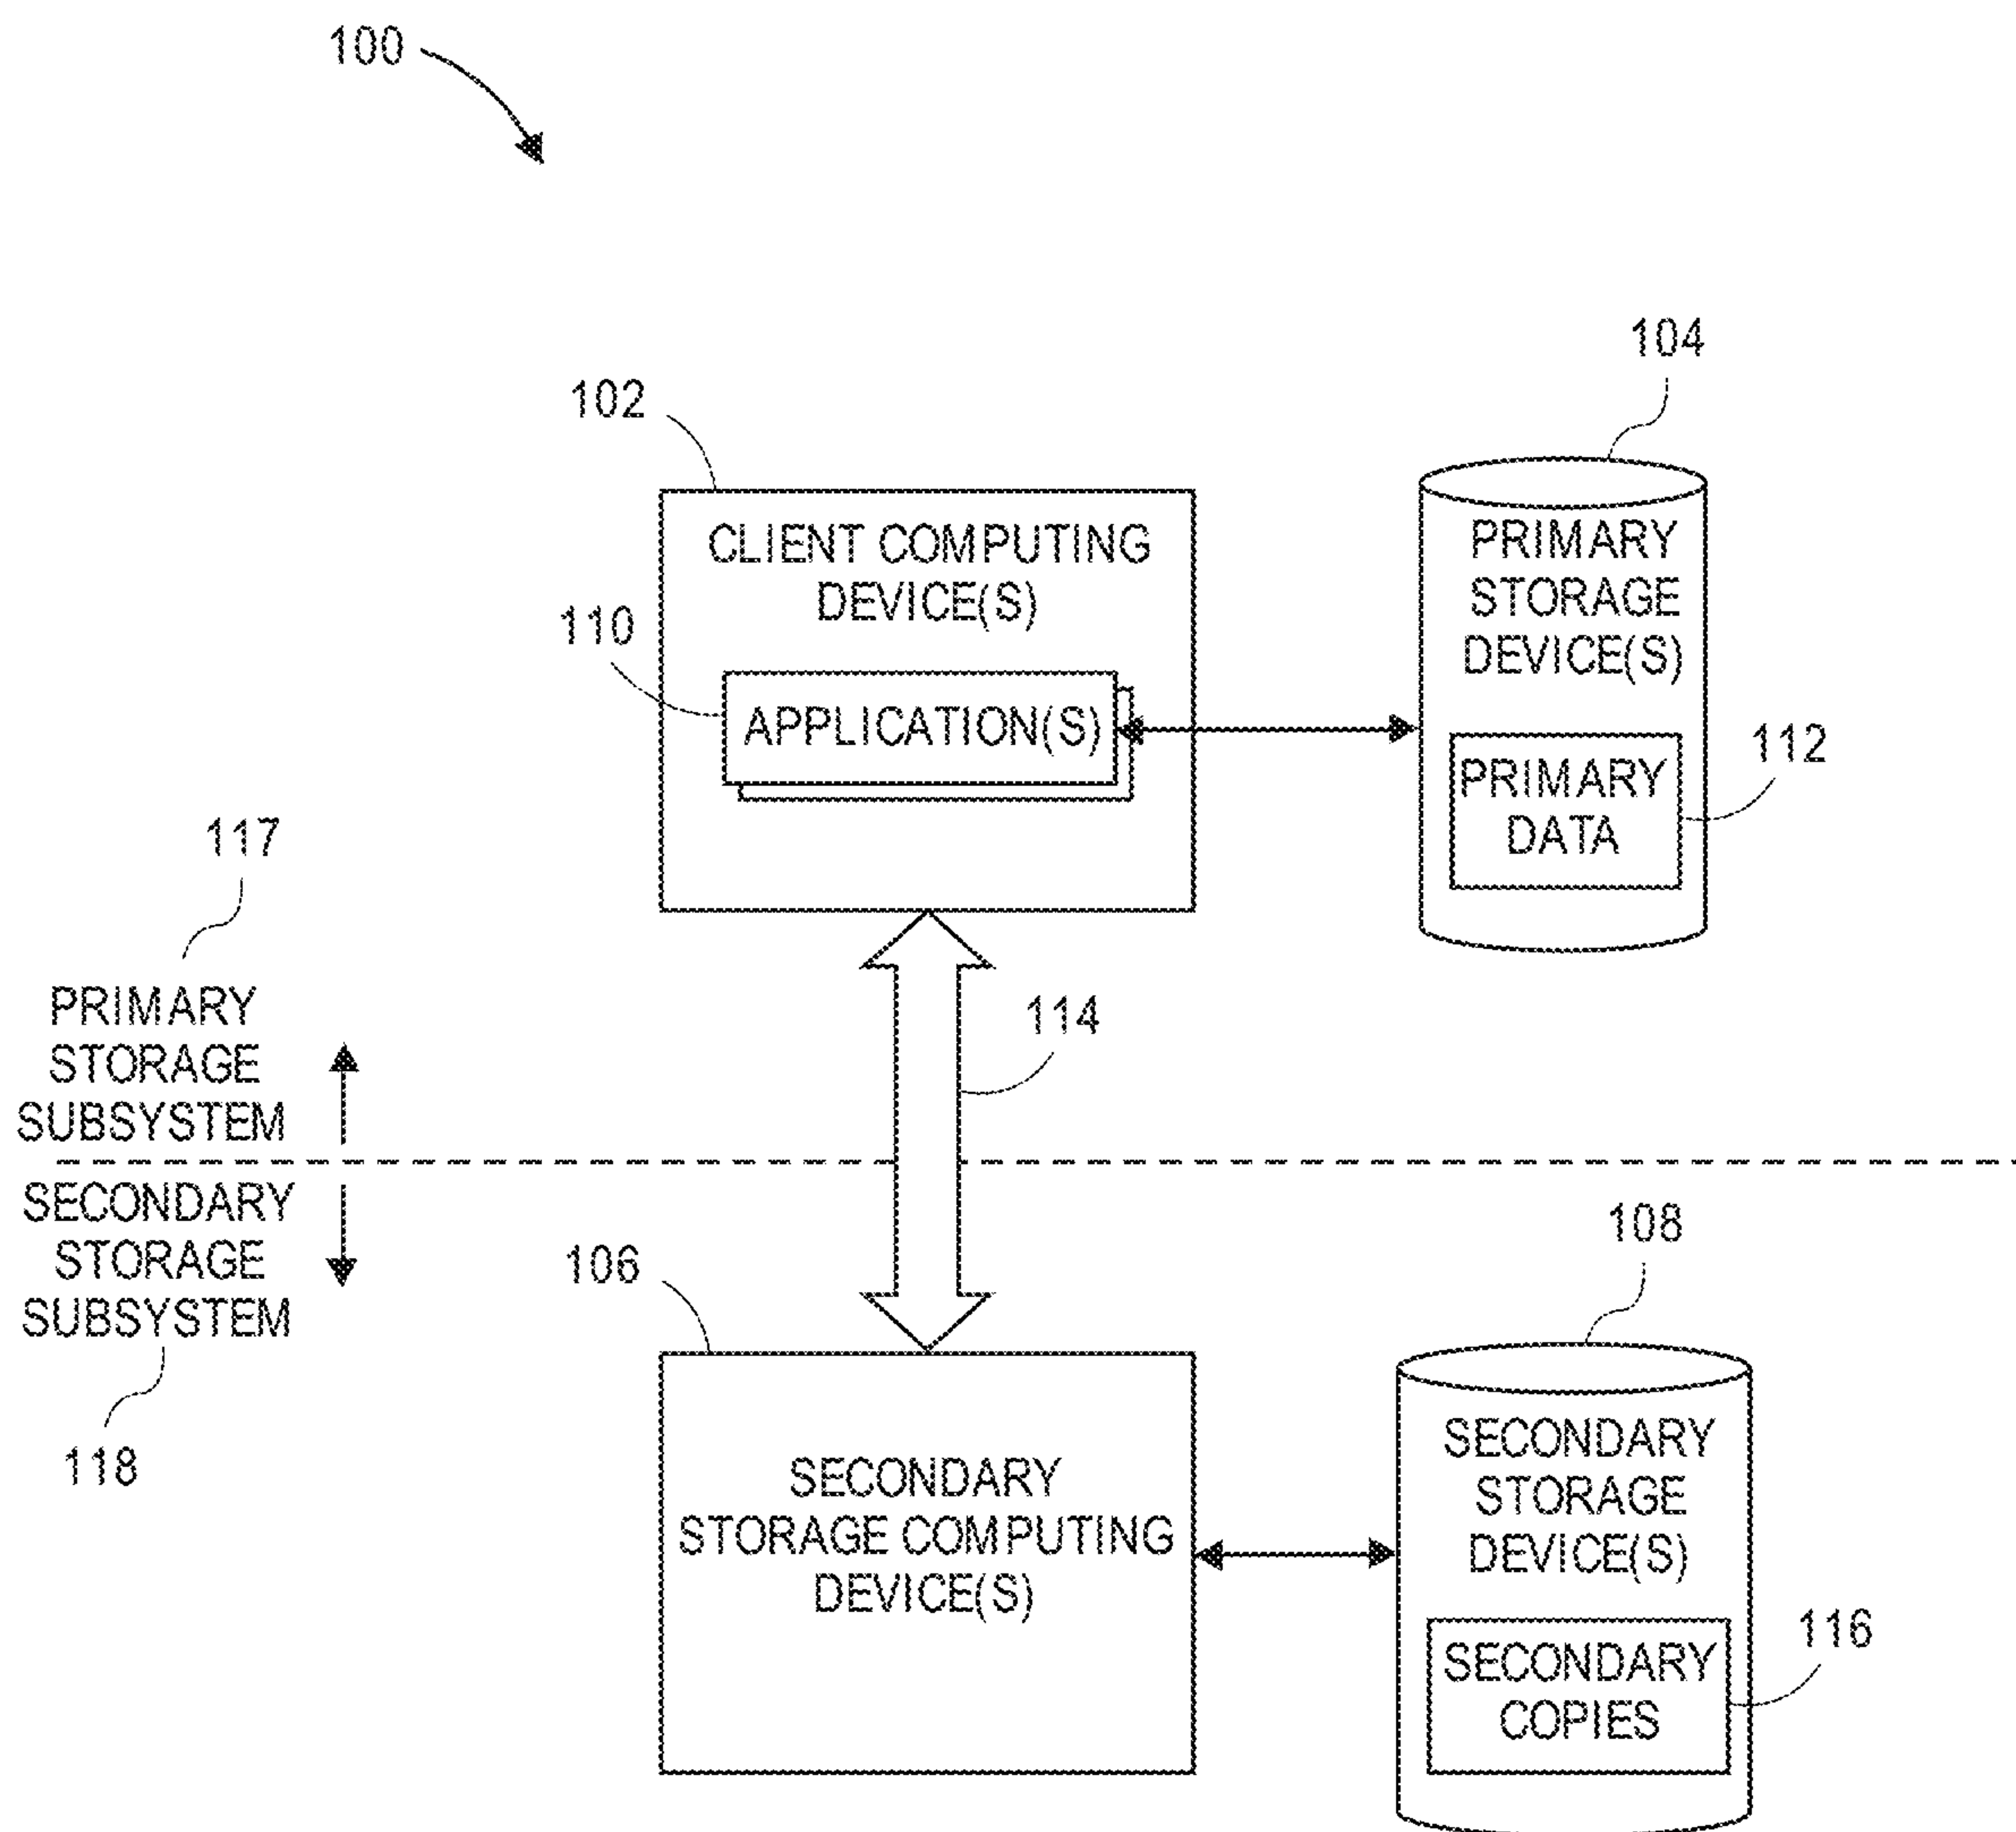 100
104
102
CLIENT COMPUTING
DEVICE(S)
110
APPLICATION(S)
PRIMARY
STORAGE
DEVICE(S)
PRIMARY
DATA
112
117
PRIMARY
STORAGE
SUBSYSTEM
114
SECONDARY
STORAGE
SUBSYSTEM
118
106
108
SECONDARY
STORAGE COMPUTING
DEVICE(S)
SECONDARY
STORAGE
DEVICE(S)
SECONDARY
COPIES
116